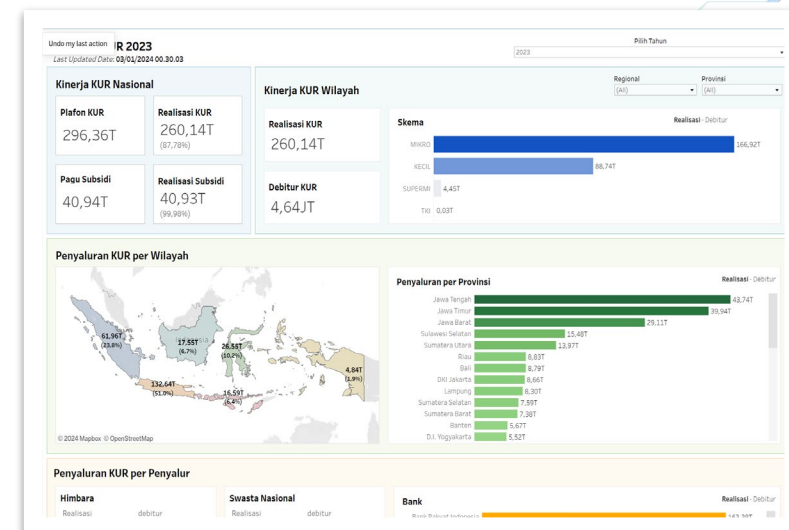 Undo my last action
R 2023
Last Updated Date: 03/01/2024 00.30.03
Pilih Tahun
2023
Kinerja KUR Nasional
Plafon KUR
296,36T
Realisasi KUR
260,14T
(87,78%)
Pagu Subsidi
40,94T
Realisasi Subsidi
40,93T
(99,98%)
Kinerja KUR Wilayah
Regional
(All)
Provinsi
(All)
Realisasi KUR
260,14T
Debitur KUR
4,64JT
Skema
Realisasi - Debitur
MIKRO 166,92T
KECIL 88,74T
SUPERMI 4,45T
TKI 0,03T
Penyaluran KUR per Wilayah
61,96T
(23,8%)
17,55T
(6,7%)
26,55T
(10,2%)
4,84T
(1,9%)
132,64T
(51,0%)
16,59T
(6,4%)
© 2024 Mapbox © OpenStreetMap
Penyaluran per Provinsi
Realisasi - Debitur
Jawa Tengah 43,74T
Jawa Timur 39,94T
Jawa Barat 29,11T
Sulawesi Selatan 15,48T
Sumatera Utara 13,97T
Riau 8,83T
Bali 8,79T
DKI Jakarta 8,66T
Lampung 8,30T
Sumatera Selatan 7,59T
Sumatera Barat 7,38T
Banten 5,67T
D.I. Yogyakarta 5,52T
Penyaluran KUR per Penyalur
Himbara
Realisasi debitur
Swasta Nasional
Realisasi debitur
Bank
Realisasi - Debitur
Bank Rakyat Indonesia